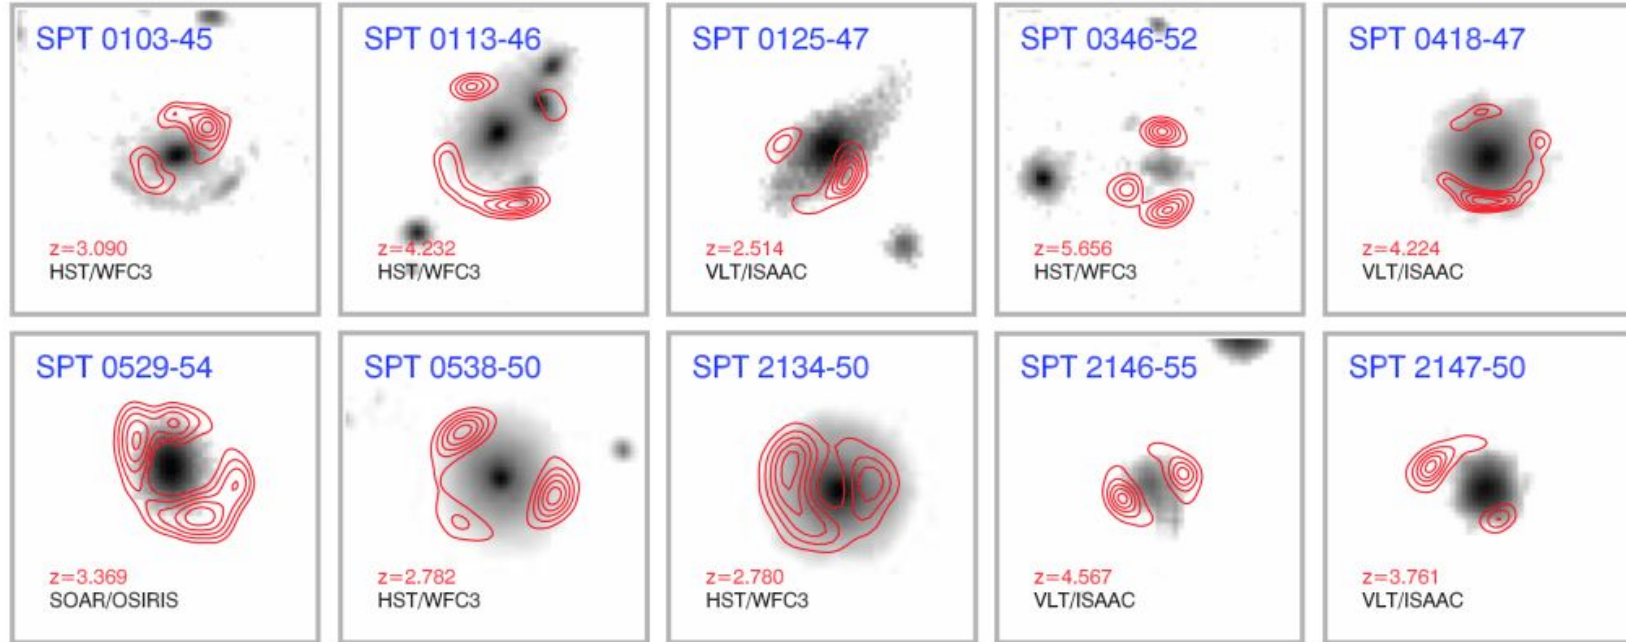 SPT 0103-45
z=3.090
HST/WFC3
SPT 0113-46
z=4.232
HST/WFC3
SPT 0125-47
z=2.514
VLT/ISAAC
SPT 0346-52
z=5.656
HST/WFC3
SPT 0418-47
z=4.224
VLT/ISAAC
SPT 0529-54
z=3.369
SOAR/OSIRIS
SPT 0538-50
z=2.782
HST/WFC3
SPT 2134-50
z=2.780
HST/WFC3
SPT 2146-55
z=4.567
VLT/ISAAC
SPT 2147-50
z=3.761
VLT/ISAAC